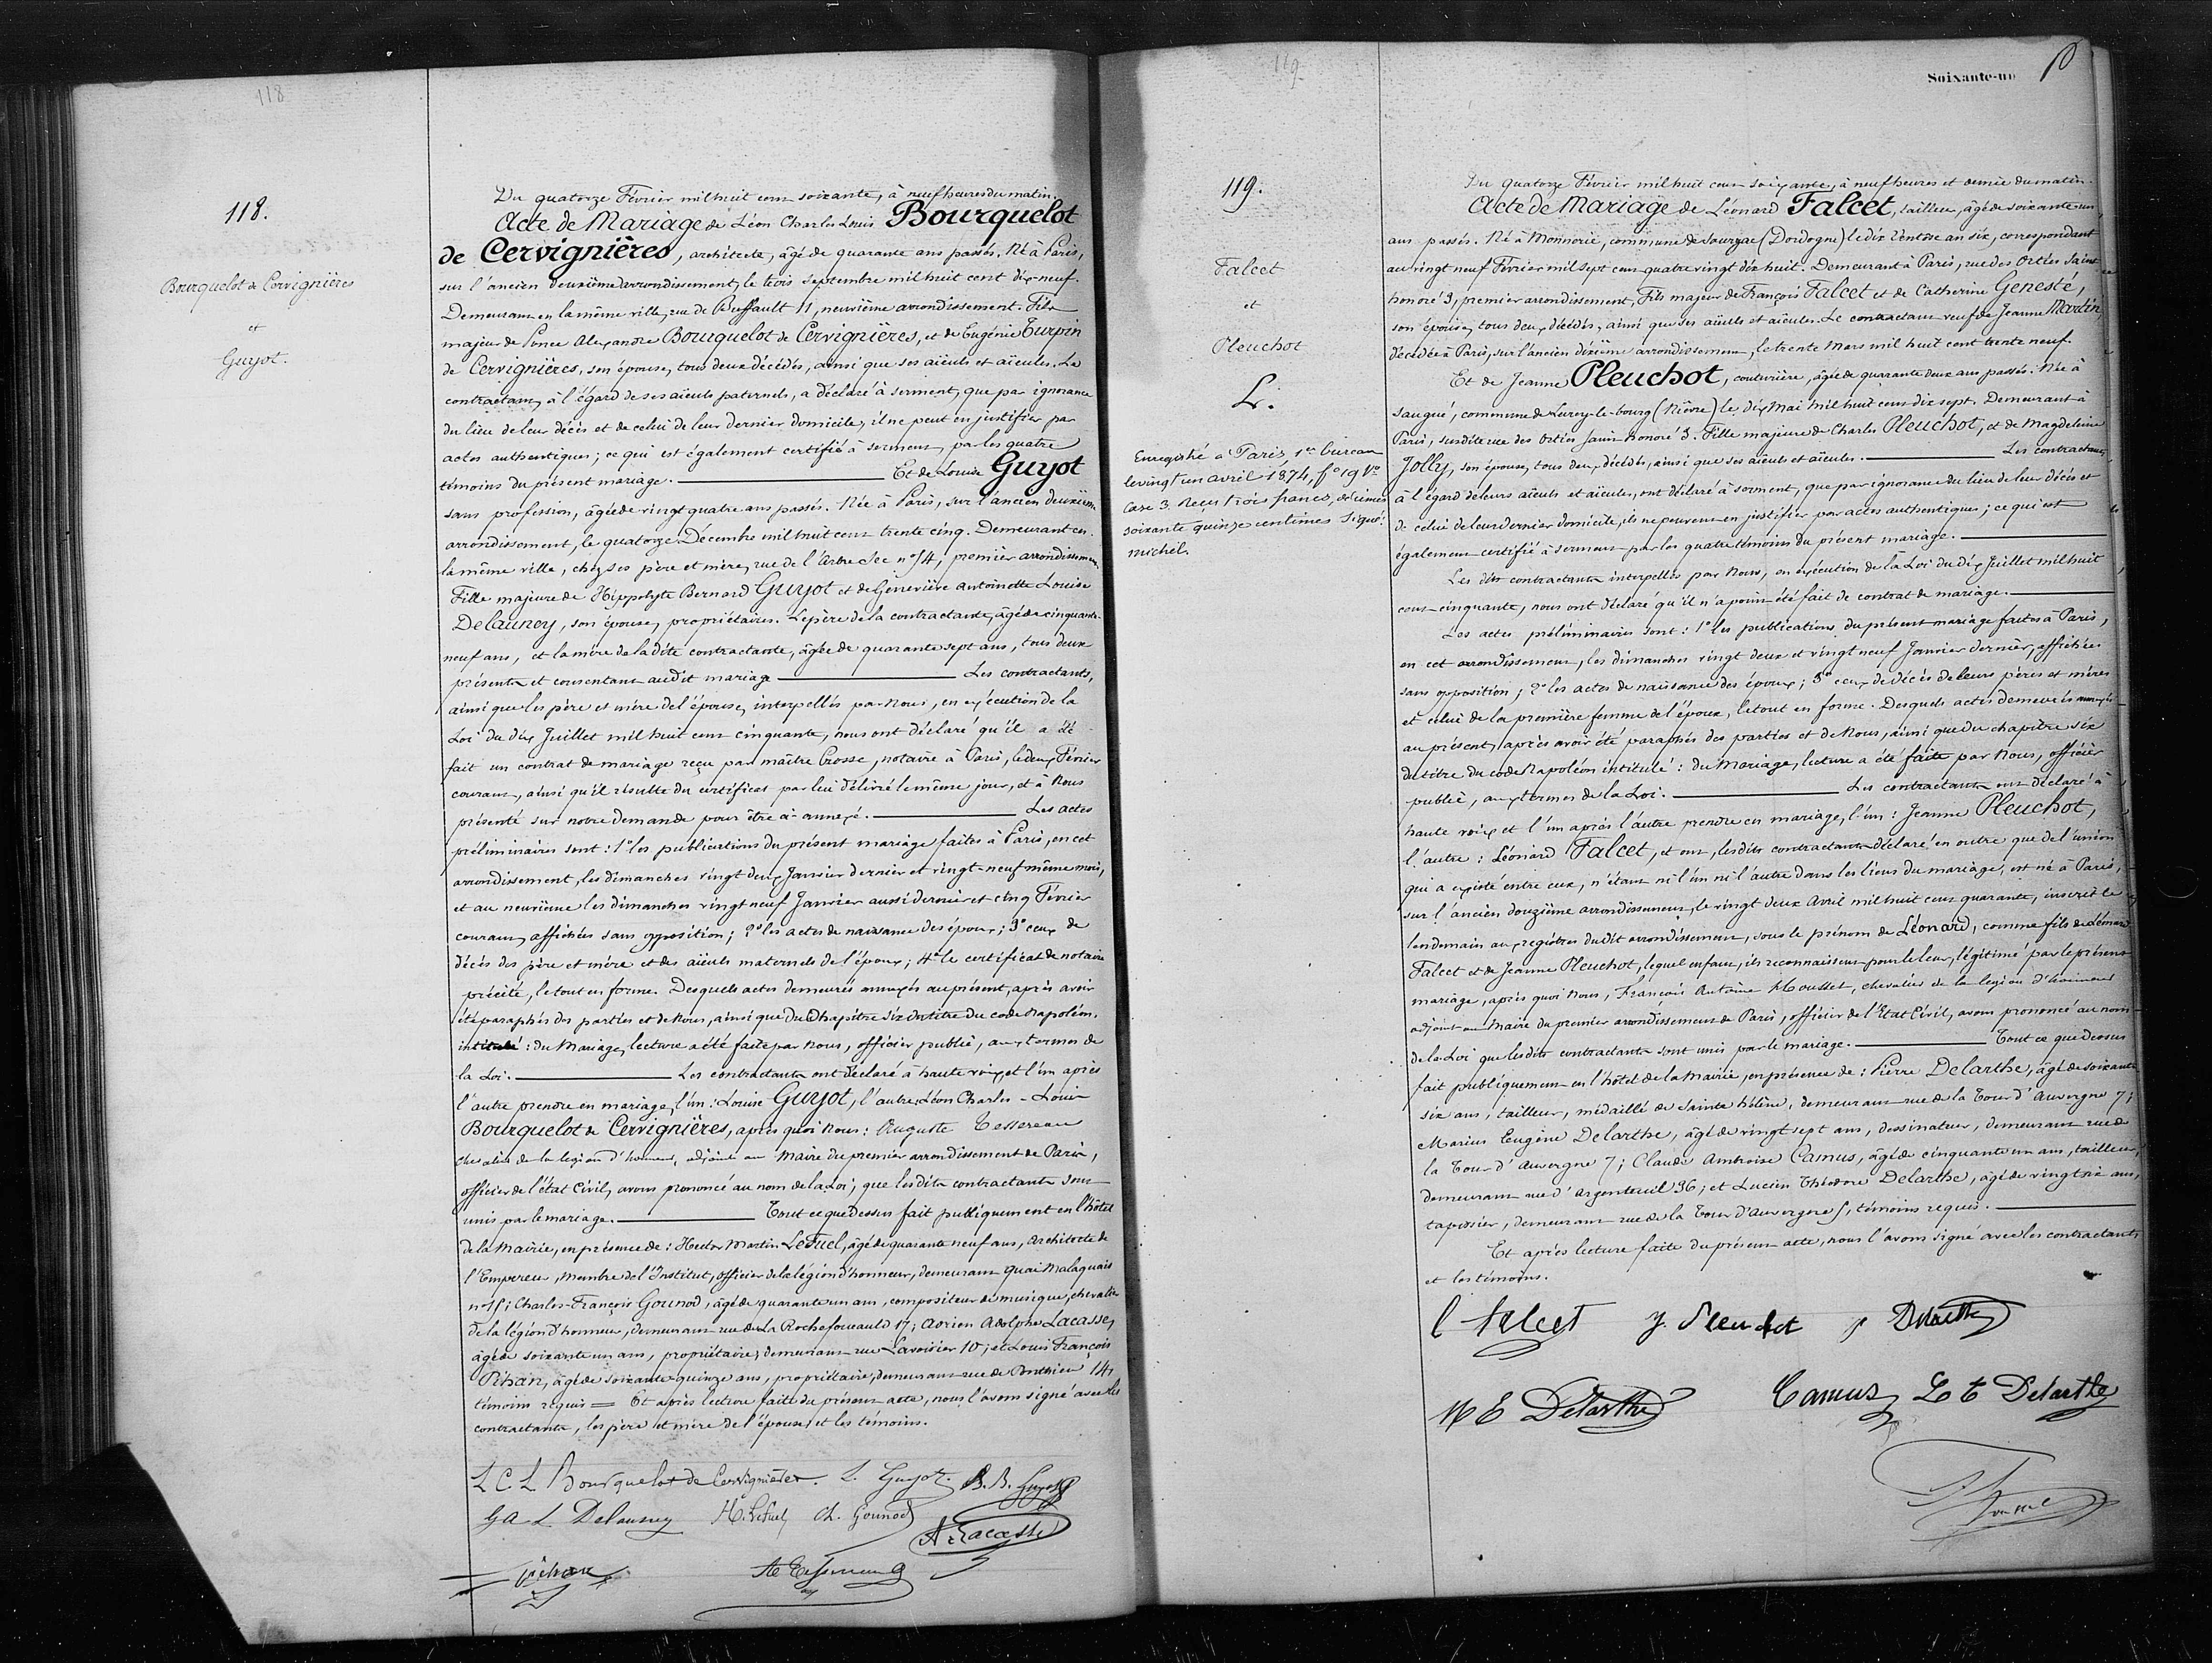 118
118.
Bourquelot de Cervignières
et
Guyot.
Du quatorze Février mil huit cent soixante, à neuf heures du matin.
Acte de Mariage de Léon Charles Louis Bourquelot
de Cervignières, architecte, âgé de quarante ans passés. Né à Paris,
sur l'ancien deuxième arrondissement, le trois Septembre mil huit cent dix-neuf.
Demeurant en la même ville, rue de Buffault 11, neuvième arrondissement. Fils
majeur de Ponce Alexandre Bourquelot de Cervignières, et de Eugénie Turpin
de Cervignières, son épouse, tous deux décédés, ainsi que ses aïeuls et aïeules. Le
contractant, à l'égard de ses aïeuls paternels, a déclaré à serment, que par ignorance
du lieu de leur décès et de celui de leur dernier domicile, il ne peut en justifier par
actes authentiques; ce qui est également certifié à serment par les quatre
témoins du présent mariage. — Et de Louise Guyot
sans profession, âgée de vingt quatre ans passés. Née à Paris, sur l'ancien deuxième
arrondissement, le quatorze Décembre mil huit cent trente cinq. Demeurant en
la même ville, chez ses père et mère, rue de l'Arbre Sec n° 14, premier arrondissement.
Fille majeure de Hippolyte Bernard Guyot et de Geneviève Antoinette Louise
Delaunoy, son épouse, propriétaires. Le père de la contractante, âgé de cinquante-
neuf ans, et la mère de la dite contractante, âgée de quarante sept ans, tous deux
présents et consentant audit mariage — Les contractants,
ainsi que les père et mère de l'épouse, interpellés par Nous, en exécution de la
Loi du dix Juillet mil huit cent cinquante, nous ont déclaré qu'il a été
fait un contrat de mariage reçu par maître Crosse, notaire à Paris, le deux Février
courant, ainsi qu'il résulte du certificat par lui délivré le même jour, et à Nous
présenté sur notre demande pour être ci-annexé. — Les actes
préliminaires sont: 1° les publications du présent mariage faites à Paris, en cet
arrondissement, les dimanches vingt deux Janvier dernier et vingt-neuf même mois,
et au neuvième les dimanches vingt neuf Janvier aussi dernier et cinq Février
courant, affichées sans opposition; 2° les actes de naissance des époux; 3° ceux de
décès des père et mère et des aïeuls maternels de l'époux; 4° le certificat de notaire
précité, le tout en forme. Desquels actes demeurés annexés au présent, après avoir
été paraphés des parties et de Nous, ainsi que du Chapitre six du titre du code Napoléon,
intitulé: du Mariage, lecture a été faite par Nous, officier public, aux termes de
la Loi. — Les contractants ont déclaré à haute voix et l'un après
l'autre prendre en mariage, l'un: Louise Guyot, l'autre: Léon Charles-Louis
Bourquelot de Cervignières, après quoi Nous: Auguste Tessereau
chevalier de la légion d'honneur, adjoint au Maire du premier arrondissement de Paris,
officier de l'état Civil, avons prononcé au nom de la Loi, que les dits contractants sont
unis par le mariage. — Tout ce que Dessus fait publiquement en l'hôtel
de la Mairie, en présence de: Hector Martin Lefuel, âgé de quarante neuf ans, Architecte de
l'Empereur, Membre de l'Institut, officier de la légion d'honneur, demeurant quai Malaquais
n° 15; Charles-François Gounod, âgé de quarante un ans, compositeur de musique, chevalier
de la légion d'honneur, demeurant rue de La Rochefoucauld 17; Adrien Adolphe Lacasse,
âgé de soixante un ans, propriétaire, demeurant rue Lavoisier 10; et Louis François
Pihan, âgé de soixante-quinze ans, propriétaire, demeurant rue de Ponthieu 14,
témoins requis = Et après lecture faite du présent acte, nous l'avons signé avec les
contractants, les père et mère de l'épouse, et les témoins.
L C L Bourquelot de Cervignières. L. Guyot. B. Guyot
G A L Delaunoy H. Lefuel Ch. Gounod A. Lacasse
Pihan A Tessereau
119
Soixante-un
119.
Falcet
et
Pleuchot
L.
Enregistré à Paris 1er bureau
le vingt un avril 1874, f° 19 V°
Case 3. Reçu trois francs, décimes
soixante quinze centimes Signé:
michel.
Du quatorze Février mil huit cent soixante, à neuf heures et demie du matin.
Acte de Mariage de Léonard Falcet, tailleur, âgé de soixante un
ans passés. Né à Monnerie, commune de Sourzac (Dordogne) le dix Ventôse an six, correspondant
au vingt neuf Février mil sept cent quatre vingt dix huit. Demeurant à Paris, rue des Orties Saint
honoré 3, premier arrondissement, Fils majeur de François Falcet et de Catherine Genesté,
son épouse, tous deux décédés, ainsi que ses aïeuls et aïeules. Le contractant veuf de Jeanne Martin,
décédée à Paris, sur l'ancien dixième arrondissement, le trente Mars mil huit cent trente neuf.
Et de Jeanne Pleuchot, couturière, âgée de quarante deux ans passés. Née à
Saugué, commune de Lurcy-le-bourg (Nièvre) le dix Mai mil huit cent dix sept. Demeurant à
Paris, susdite rue des Orties Saint honoré 3. Fille majeure de Charles Pleuchot, et de Magdeleine
Jolly, son épouse, tous deux décédés, ainsi que ses aïeuls et aïeules. — Les contractants,
à l'égard de leurs aïeuls et aïeules, ont déclaré à serment, que par ignorance du lieu de leur décès et
de celui de leur dernier domicile, ils ne peuvent en justifier par actes authentiques; ce qui est
également certifié à serment par les quatre témoins du présent mariage. —
Les dits contractants interpellés par Nous, en exécution de la Loi du dix Juillet mil huit
cent cinquante, nous ont déclaré qu'il n'a point été fait de contrat de mariage. —
Les actes préliminaires sont: 1° les publications du présent mariage faites à Paris,
en cet arrondissement, les dimanches vingt deux et vingt neuf Janvier dernier, affichées
sans opposition; 2° les actes de naissance des époux; 3° ceux de décès de leurs pères et mères
et celui de la première femme de l'époux, le tout en forme. Desquels actes demeurés annexés
au présent, après avoir été paraphés des parties et de Nous, ainsi que du chapitre six
du titre du code Napoléon intitulé: du Mariage, lecture a été faite par Nous, officier
public, aux termes de la Loi. — Les contractants ont déclaré à
haute voix et l'un après l'autre prendre en mariage, l'un: Jeanne Pleuchot,
l'autre: Léonard Falcet, et ont, lesdits contractants déclaré en outre que de l'union
qui a existé entre eux, n'étant ni l'un ni l'autre dans les liens du mariage, est né à Paris,
sur l'ancien douzième arrondissement, le vingt deux Avril mil huit cent quarante, inscrit le
lendemain aux registres dudit arrondissement, sous le prénom de Léonard, comme fils de Léonard
Falcet et de Jeanne Pleuchot, lequel enfant, ils reconnaissent pour le leur, légitimé par le présent
mariage, après quoi Nous, François Antoine Mousset, chevalier de la légion d'honneur
adjoint au Maire du premier arrondissement de Paris, officier de l'Etat Civil, avons prononcé au nom
de la Loi que lesdits contractants sont unis par le mariage. — Tout ce que dessus
fait publiquement en l'hôtel de la Mairie, en présence de: Pierre Delarthe, âgé de soixante
six ans, tailleur, médaillé de Sainte hélène, demeurant rue de la Tour d'Auvergne 7;
Marius Eugène Delarthe, âgé de vingt sept ans, dessinateur, demeurant rue de
la Tour d'Auvergne 7; Claude Ambroise Camus, âgé de cinquante un ans, tailleur,
demeurant rue d'Argenteuil 36; et Lucien Théodore Delarthe, âgé de vingt six ans,
tapissier, demeurant rue de la Tour d'Auvergne 5, témoins requis. —
Et après lecture faite du présent acte, nous l'avons signé avec les contractants
et les témoins.
l falcet J. Pleuchot P Delarthe
M E Delarthe Camus L T Delarthe